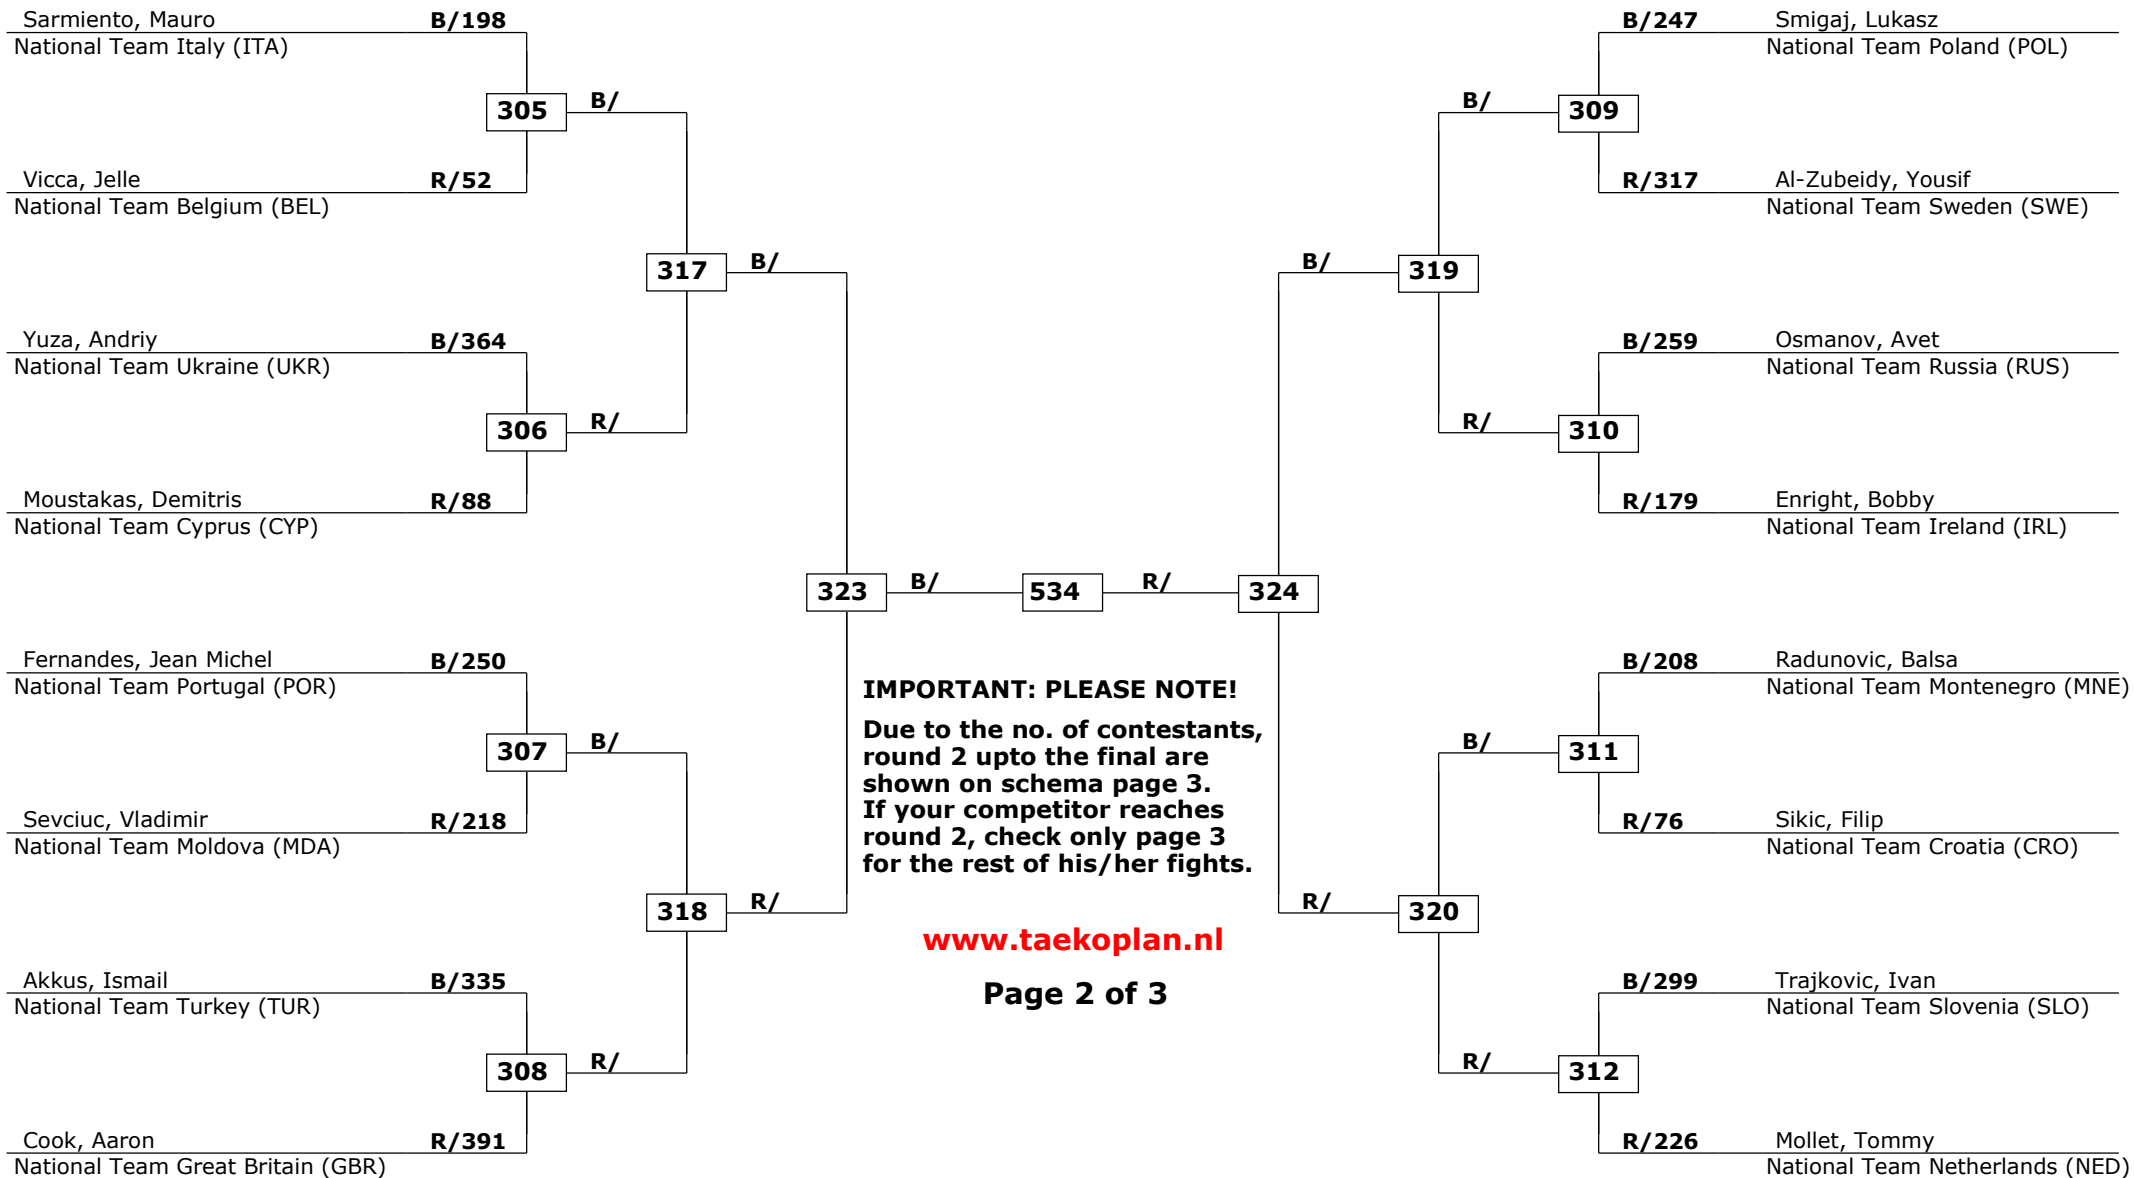 Sarmiento, Mauro B/198
National Team Italy (ITA)
305 B/
Vicca, Jelle R/52
National Team Belgium (BEL)
317 B/
Yuza, Andriy B/364
National Team Ukraine (UKR)
306 R/
Moustakas, Demitris R/88
National Team Cyprus (CYP)
323 B/
Fernandes, Jean Michel B/250
National Team Portugal (POR)
307 B/
Sevciuc, Vladimir R/218
National Team Moldova (MDA)
318 R/
Akkus, Ismail B/335
National Team Turkey (TUR)
308 R/
Cook, Aaron R/391
National Team Great Britain (GBR)
534
IMPORTANT: PLEASE NOTE!
Due to the no. of contestants,
round 2 upto the final are
shown on schema page 3.
If your competitor reaches
round 2, check only page 3
for the rest of his/her fights.
www.taekoplan.nl
Page 2 of 3
B/247 Smigaj, Lukasz
National Team Poland (POL)
B/ 309
R/317 Al-Zubeidy, Yousif
National Team Sweden (SWE)
B/ 319
B/259 Osmanov, Avet
National Team Russia (RUS)
R/ 310
R/179 Enright, Bobby
National Team Ireland (IRL)
R/ 324
B/208 Radunovic, Balsa
National Team Montenegro (MNE)
B/ 311
R/76 Sikic, Filip
National Team Croatia (CRO)
R/ 320
B/299 Trajkovic, Ivan
National Team Slovenia (SLO)
R/ 312
R/226 Mollet, Tommy
National Team Netherlands (NED)